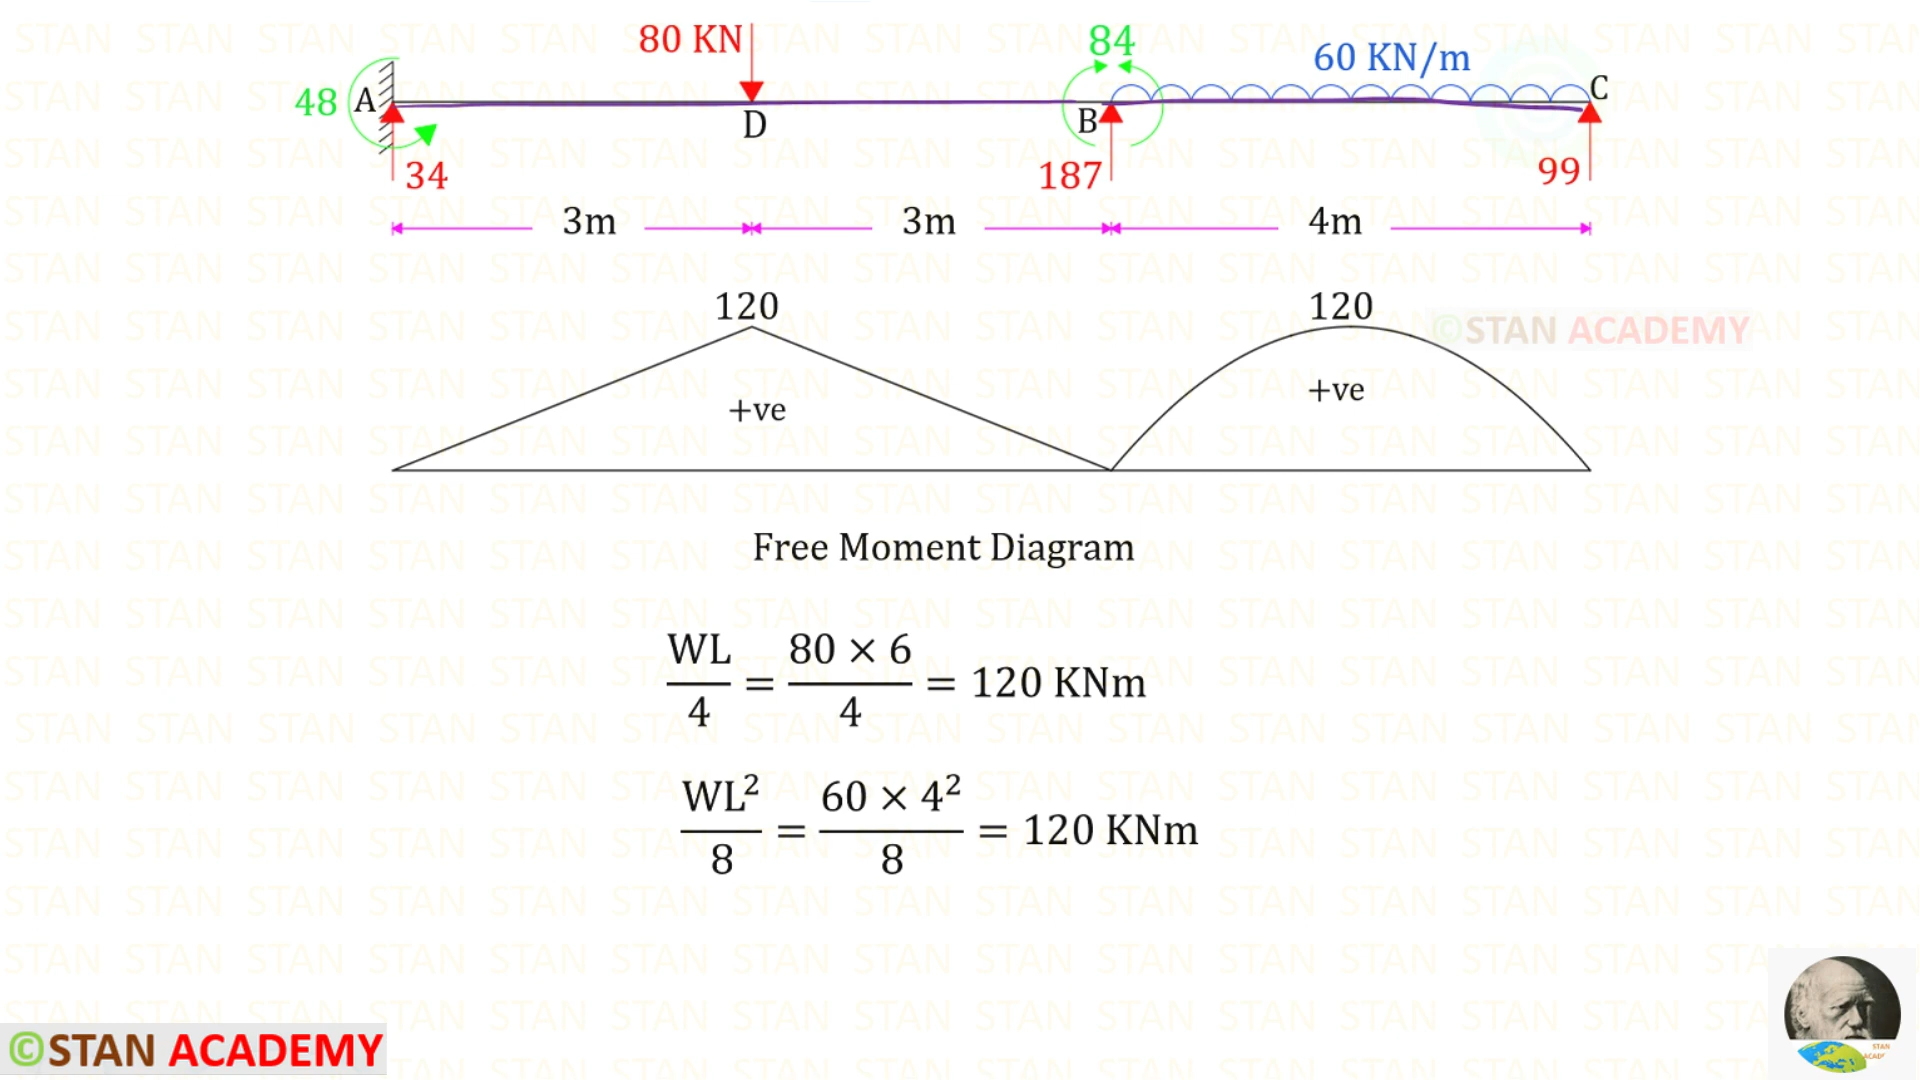 80 KN
84
60 KN/m
48 A
D
B
C
34
187
99
3m 3m 4m
120 120
©STAN ACADEMY
+ve +ve
Free Moment Diagram
WL/4 = 80 × 6/4 = 120 KNm
WL²/8 = 60 × 4²/8 = 120 KNm
©STAN ACADEMY
STAN